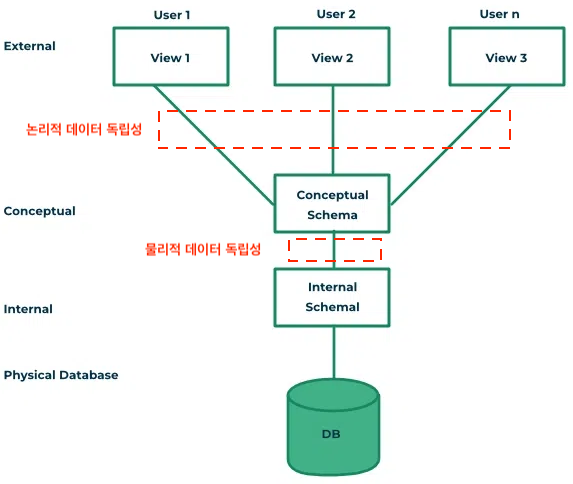 User 1
User 2
User n
External
View 1
View 2
View 3
논리적 데이터 독립성
Conceptual
Schema
Conceptual
물리적 데이터 독립성
Internal
Schemal
Internal
Physical Database
DB